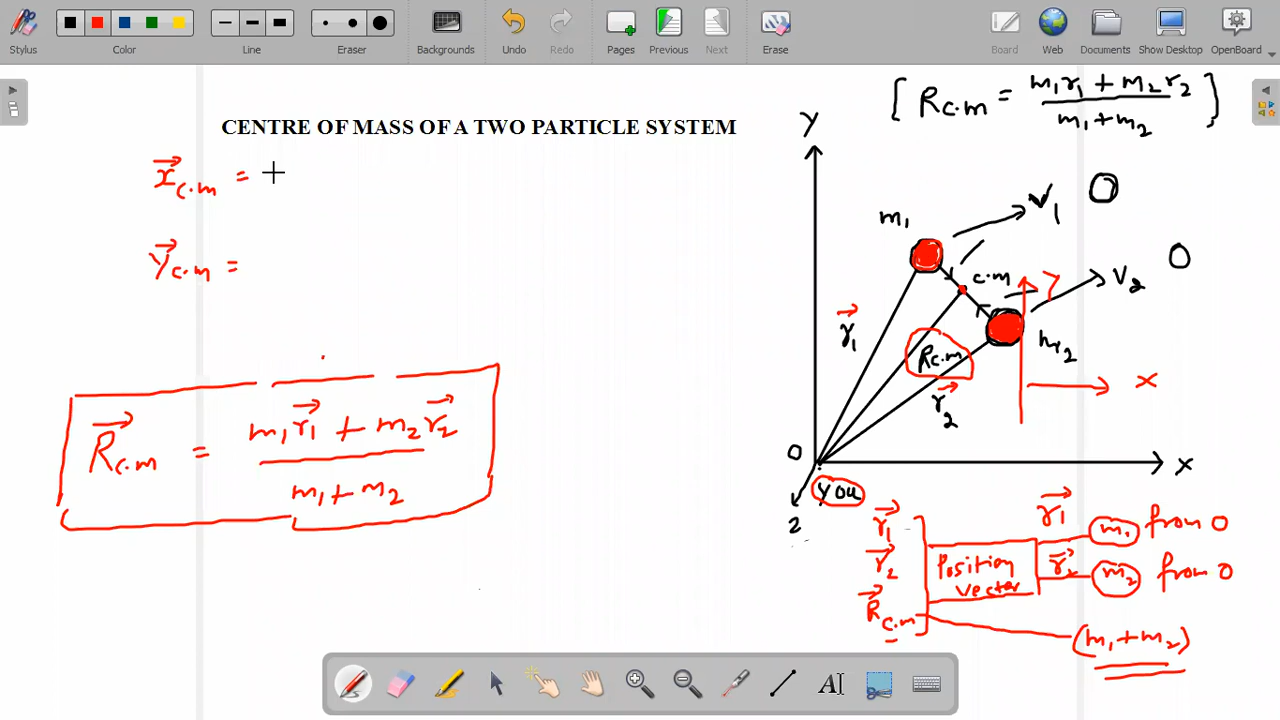 Stylus Color Line Eraser Backgrounds Undo Redo Pages Previous Next Erase Board Web Documents Show Desktop OpenBoard
[ Rc.m = m1r1 + m2r2 / m1+m2 ]
CENTRE OF MASS OF A TWO PARTICLE SYSTEM
x⃗c.m =
y⃗c.m =
R⃗c.m = m1r⃗1 + m2r⃗2 / m1+m2
y
m1
V1
O
O
c.m
V2
m2
r⃗1
Rc.m
r⃗2
y
x
O
x
you
z
r⃗1
r⃗2
R⃗c.m
Position
vector
r⃗1 m1 from O
r⃗2 m2 from O
(m1+m2)